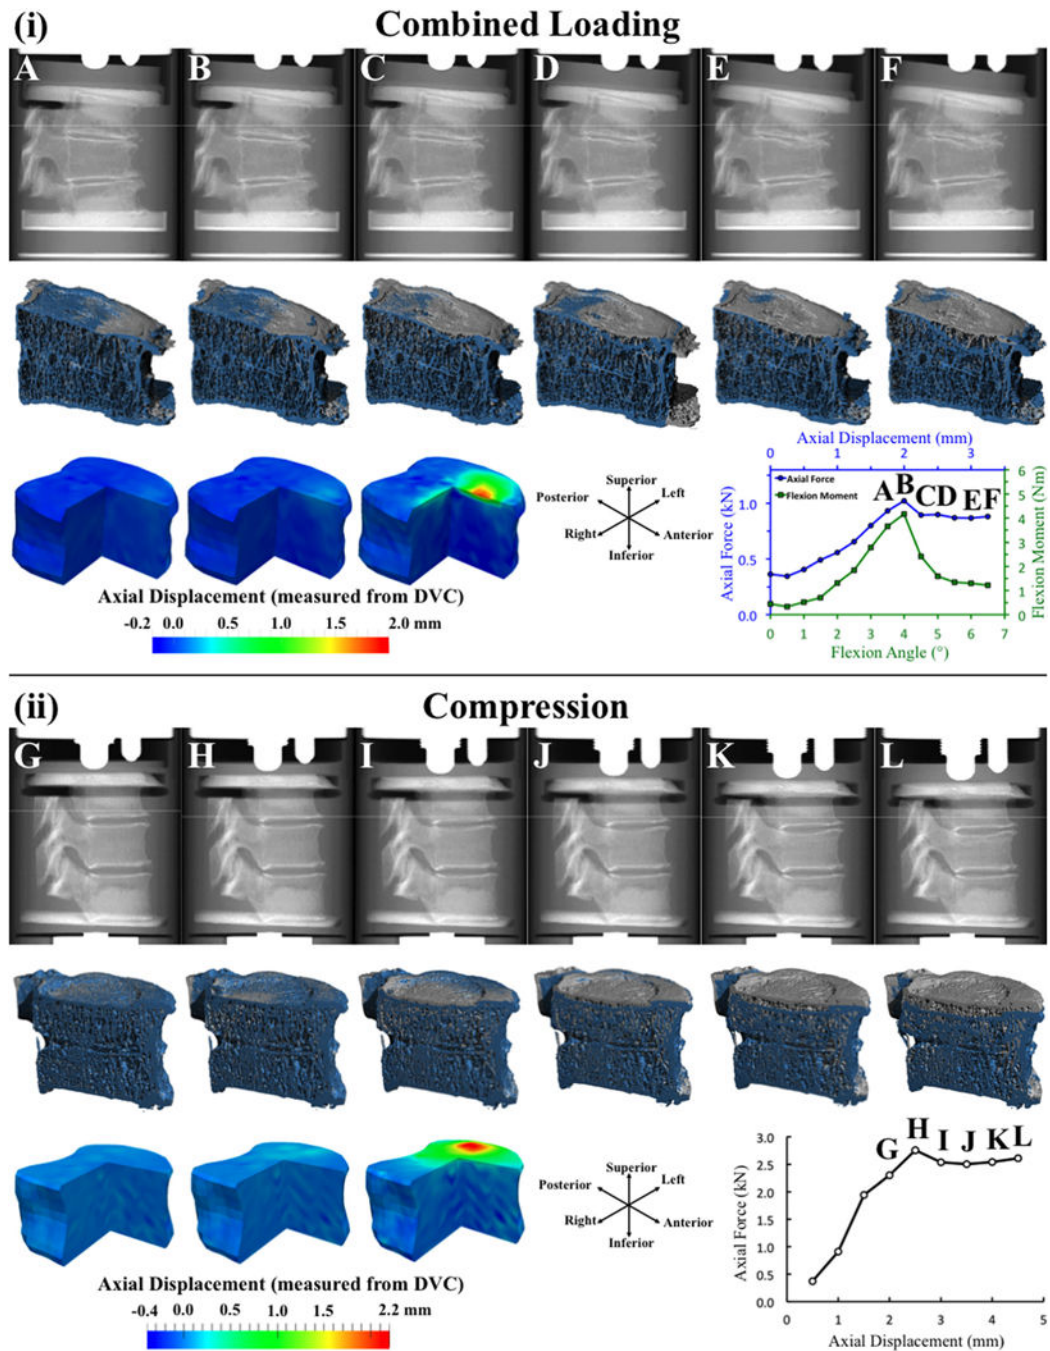 (i) Combined Loading
A B C D E F
Superior
Posterior Left
Right Anterior
Inferior
Axial Displacement (measured from DVC)
-0.2 0.0 0.5 1.0 1.5 2.0 mm
Axial Displacement (mm)
0 1 2 3
Axial Force
Flexion Moment
A B C D E F
Axial Force (kN)
1.0
0.5
0.0
Flexion Moment (Nm)
6
5
4
3
2
1
0
0 1 2 3 4 5 6 7
Flexion Angle (°)
(ii) Compression
G H I J K L
Superior
Posterior Left
Right Anterior
Inferior
Axial Displacement (measured from DVC)
-0.4 0.0 0.5 1.0 1.5 2.2 mm
G H I J K L
Axial Force (kN)
3.0
2.5
2.0
1.5
1.0
0.5
0.0
0 1 2 3 4 5
Axial Displacement (mm)